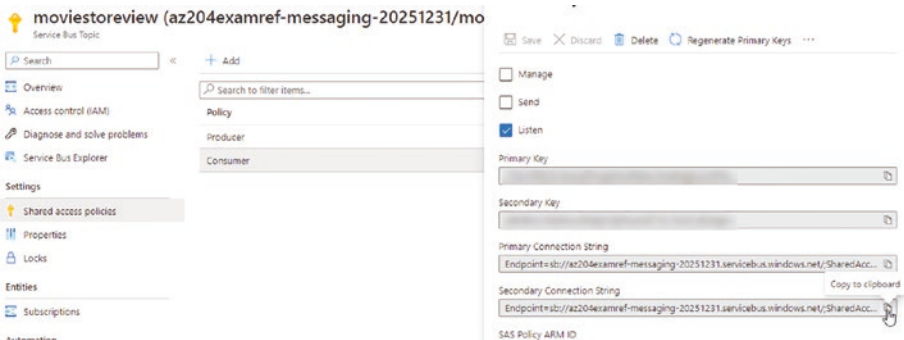 moviestoreview (az204examref-messaging-20251231/mo
Service Bus Topic
Search
«
Overview
Access control (IAM)
Diagnose and solve problems
Service Bus Explorer
Settings
Shared access policies
Properties
Locks
Entities
Subscriptions
Automation
Add
Search to filter items...
Policy
Producer
Consumer
Save Discard Delete Regenerate Primary Keys ...
Manage
Send
Listen
Primary Key
Secondary Key
Primary Connection String
Endpoint=sb://az204examref-messaging-20251231.servicebus.windows.net/;SharedAcc...
Copy to clipboard
Secondary Connection String
Endpoint=sb://az204examref-messaging-20251231.servicebus.windows.net/;SharedAcc...
SAS Policy ARM ID